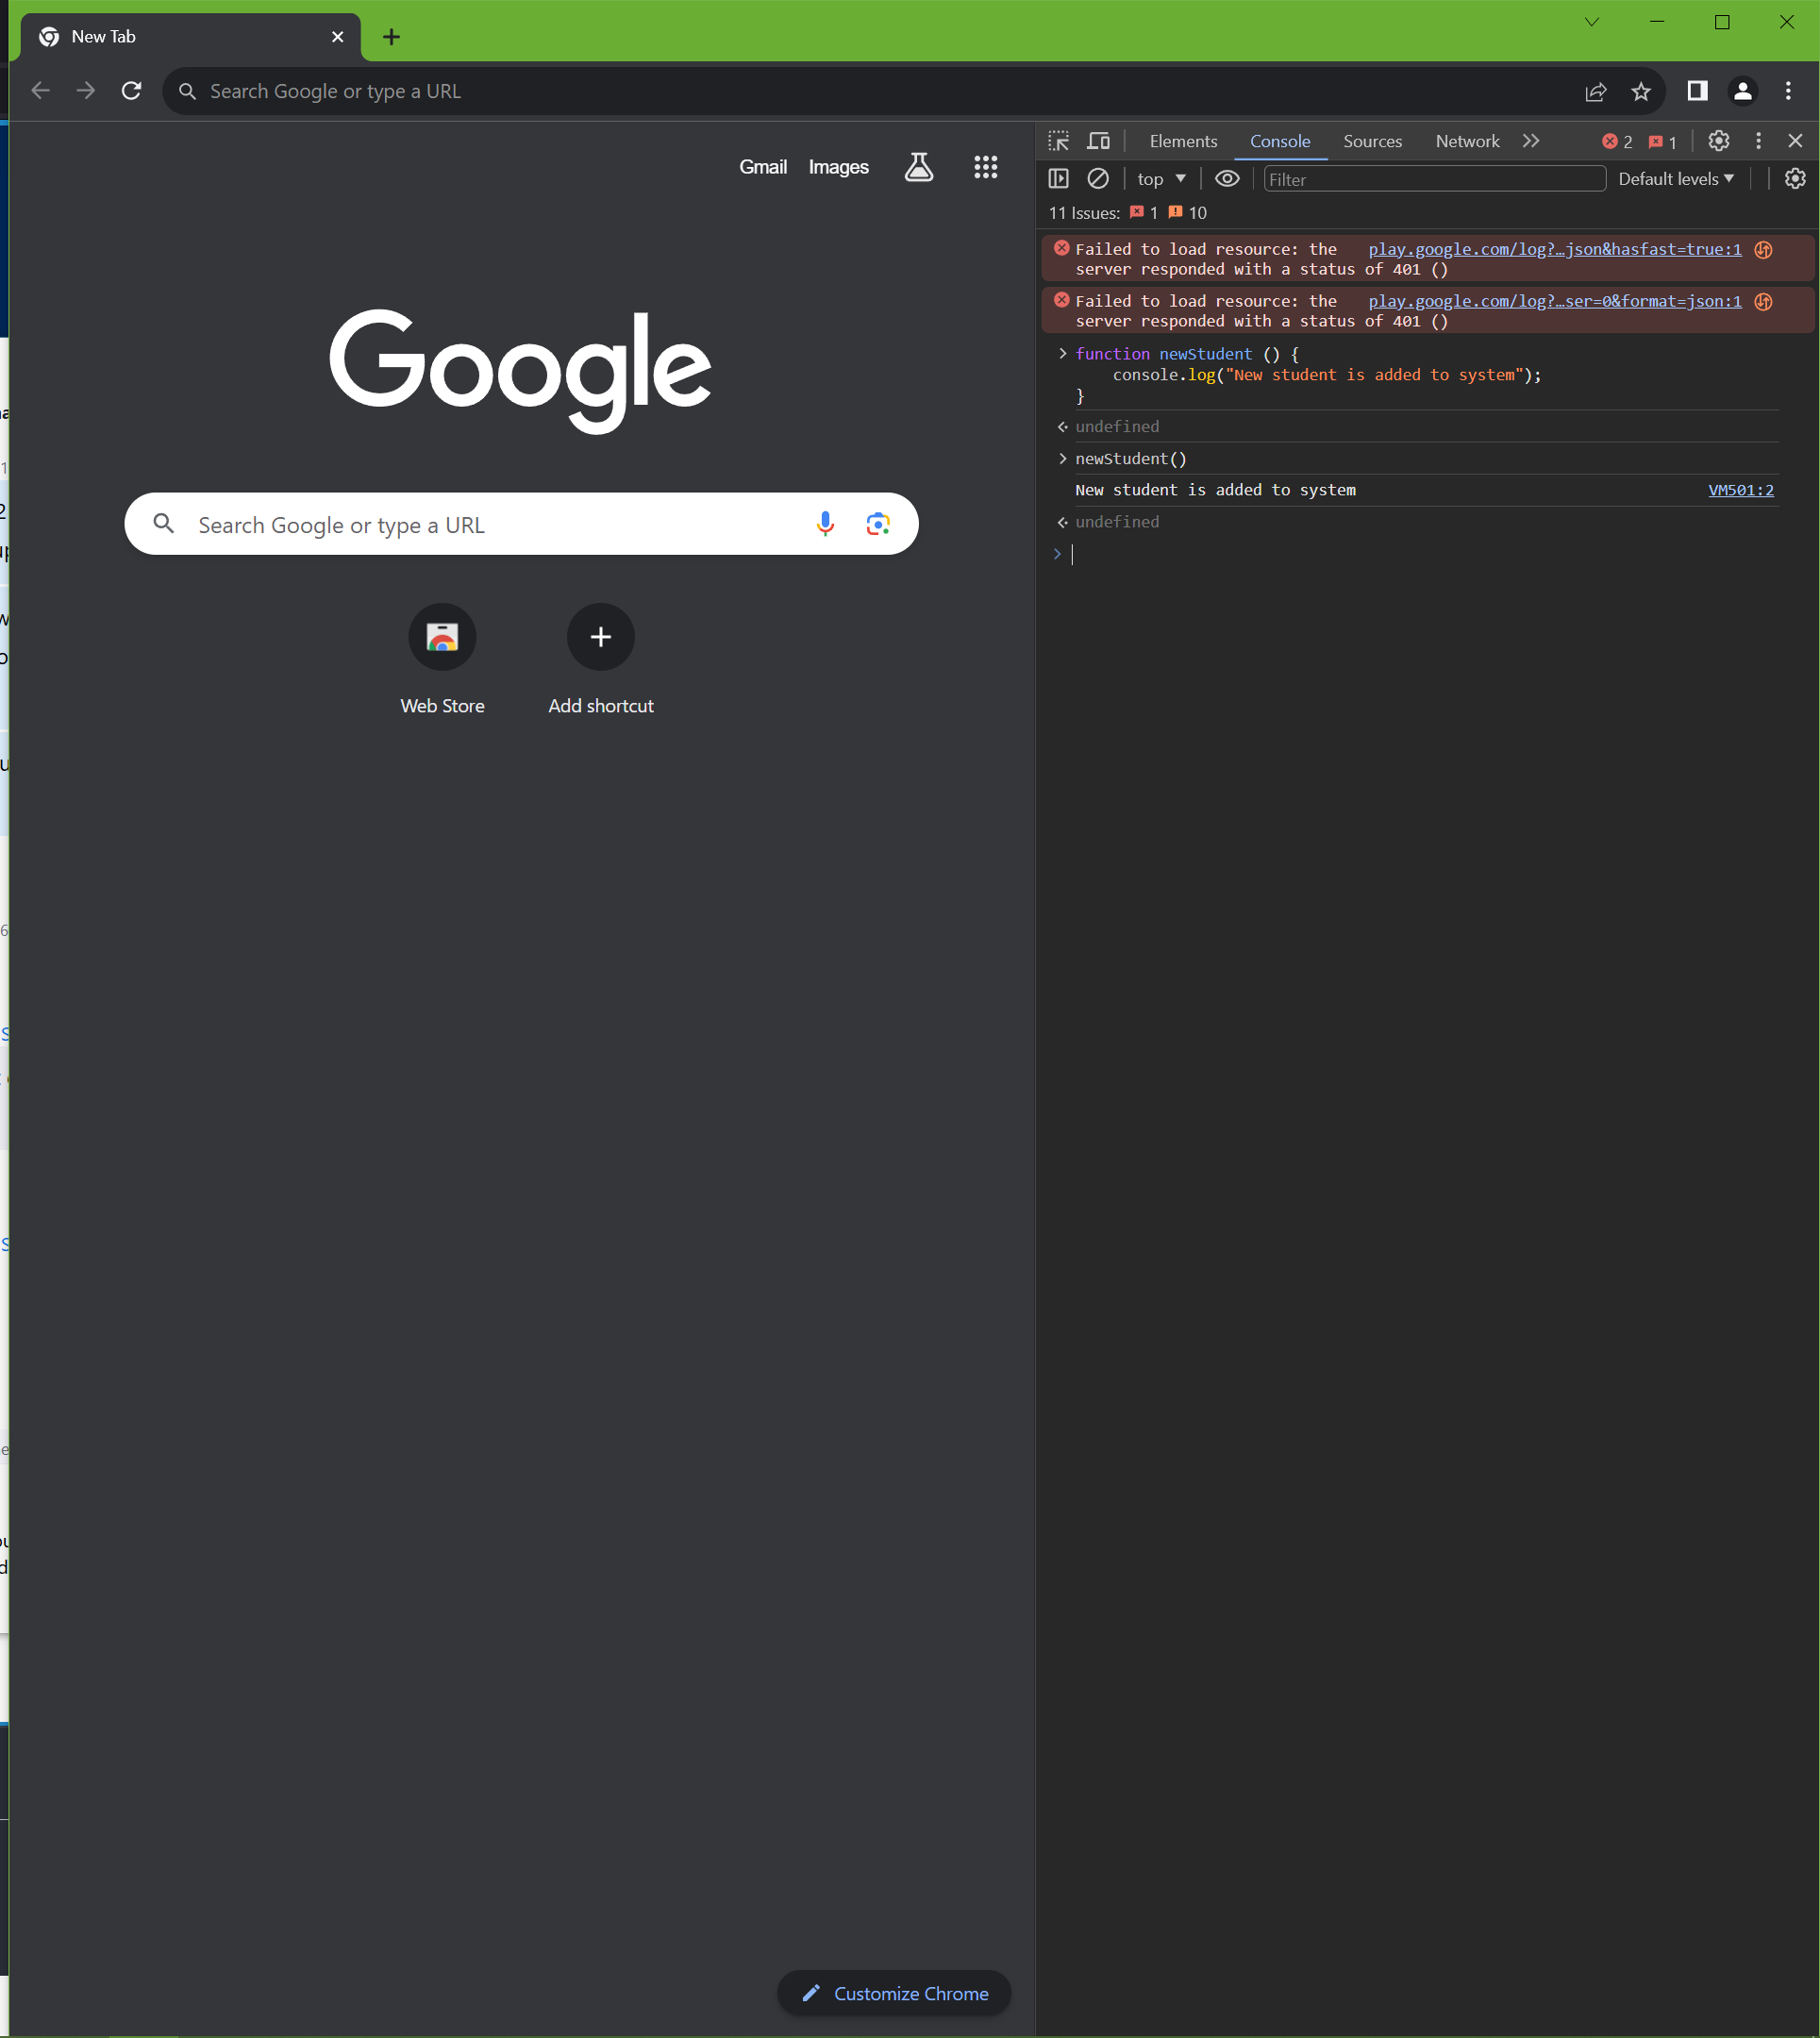 New Tab
Search Google or type a URL
Gmail Images
Google
Search Google or type a URL
Web Store
Add shortcut
Customize Chrome
Elements Console Sources Network 2 1
top Filter Default levels
11 Issues: 1 10
Failed to load resource: the play.google.com/log?…json&hasfast=true:1
server responded with a status of 401 ()
Failed to load resource: the play.google.com/log?…ser=0&format=json:1
server responded with a status of 401 ()
function newStudent () {
console.log("New student is added to system");
}
undefined
newStudent()
New student is added to system VM501:2
undefined